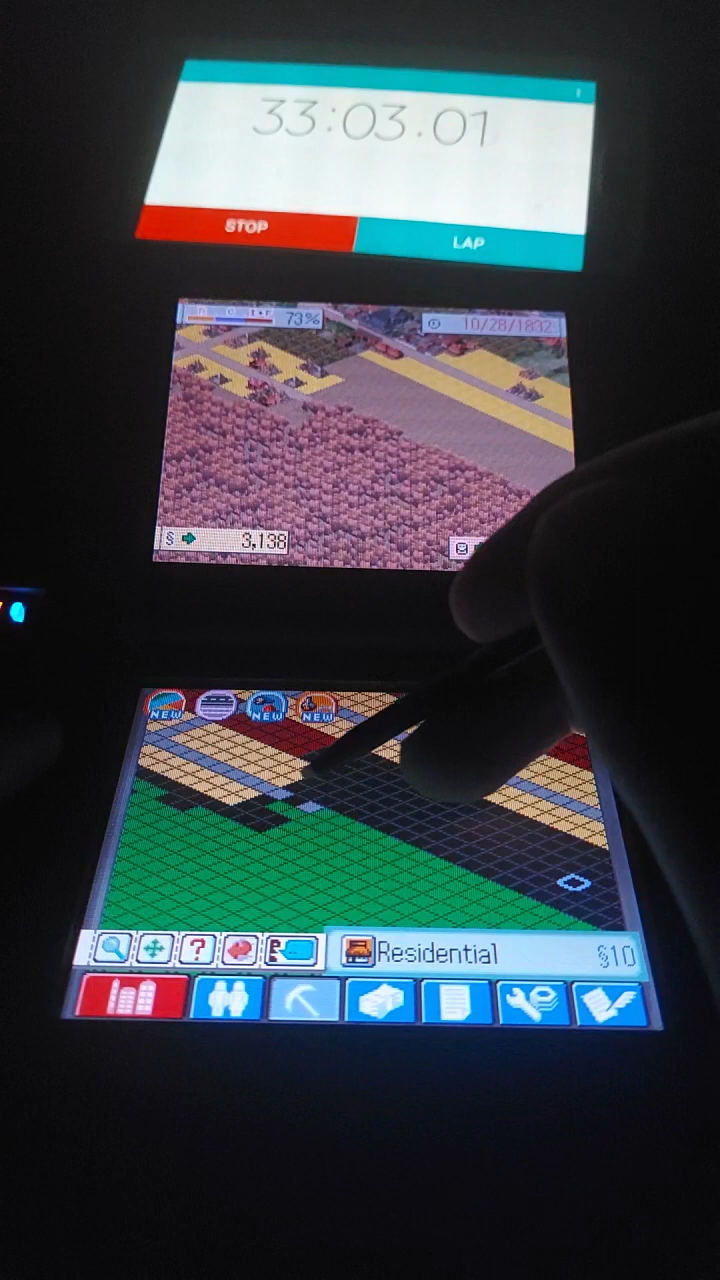 33:03.01
STOP
LAP
73%
10/28/1832
§ 3,138
NEW
NEW
NEW
?
Residential
§10